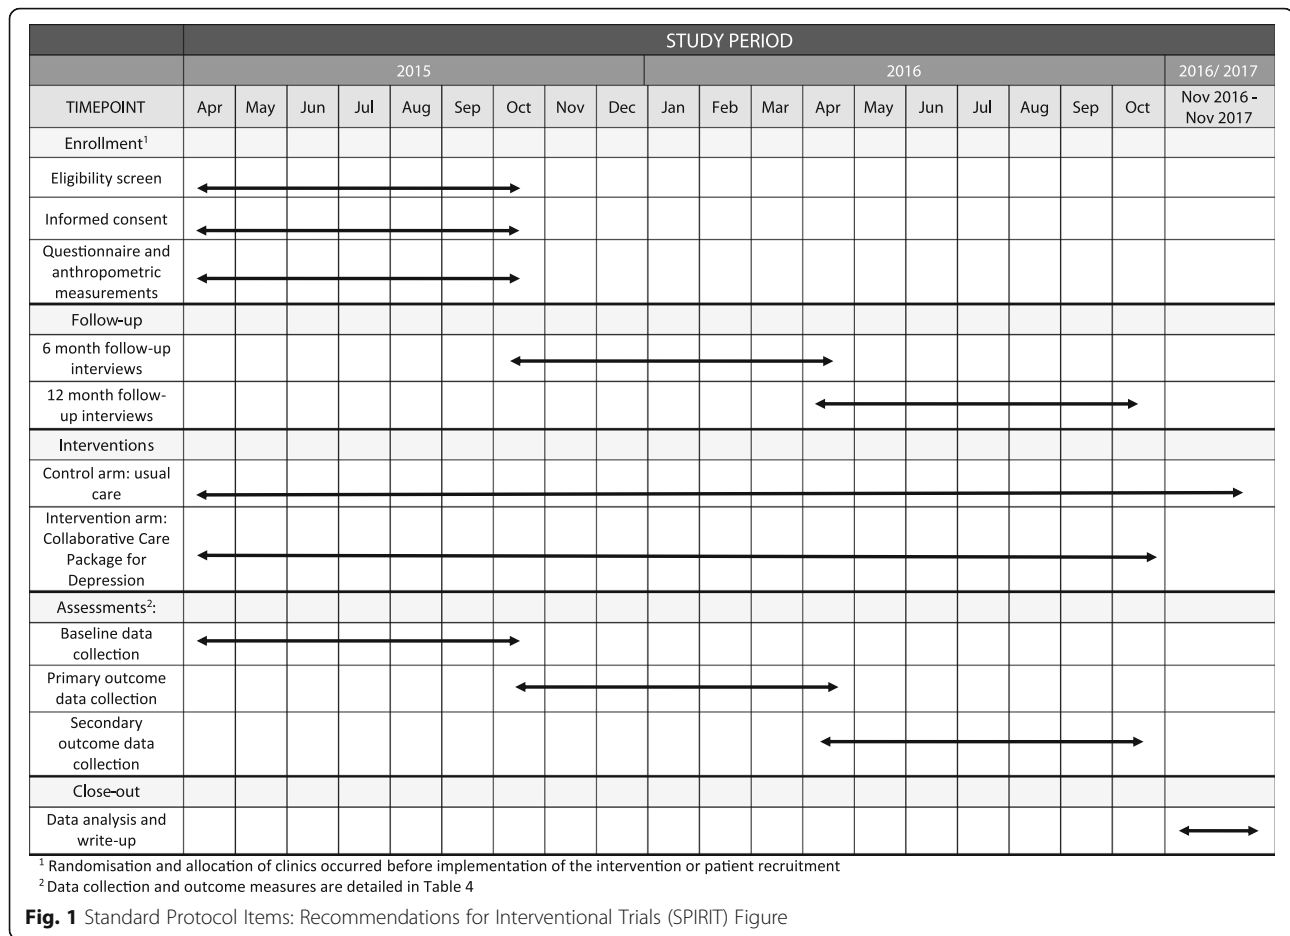 STUDY PERIOD
2015 2016 2016/ 2017
TIMEPOINT Apr May Jun Jul Aug Sep Oct Nov Dec Jan Feb Mar Apr May Jun Jul Aug Sep Oct Nov 2016 -
Nov 2017
Enrollment¹
Eligibility screen
Informed consent
Questionnaire and
anthropometric
measurements
Follow-up
6 month follow-up
interviews
12 month follow-
up interviews
Interventions
Control arm: usual
care
Intervention arm:
Collaborative Care
Package for
Depression
Assessments²:
Baseline data
collection
Primary outcome
data collection
Secondary
outcome data
collection
Close-out
Data analysis and
write-up
¹ Randomisation and allocation of clinics occurred before implementation of the intervention or patient recruitment
² Data collection and outcome measures are detailed in Table 4
Fig. 1 Standard Protocol Items: Recommendations for Interventional Trials (SPIRIT) Figure